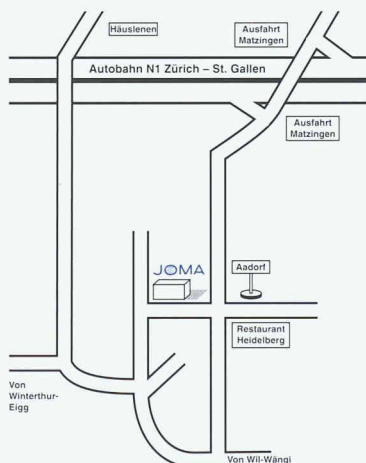 Häuslenen
Ausfahrt
Matzingen
Autobahn N1 Zürich – St. Gallen
Ausfahrt
Matzingen
JOMA
Aadorf
Restaurant
Heidelberg
Von
Winterthur-
Eigg
Von Wil-Wängi